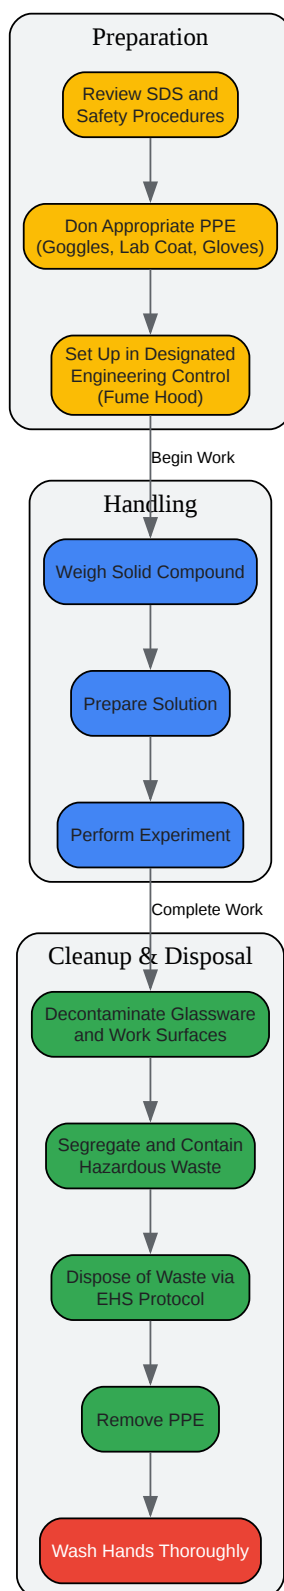 Preparation
Review SDS and
Safety Procedures
Don Appropriate PPE
(Goggles, Lab Coat, Gloves)
Set Up in Designated
Engineering Control
(Fume Hood)
Begin Work
Handling
Weigh Solid Compound
Prepare Solution
Perform Experiment
Complete Work
Cleanup & Disposal
Decontaminate Glassware
and Work Surfaces
Segregate and Contain
Hazardous Waste
Dispose of Waste via
EHS Protocol
Remove PPE
Wash Hands Thoroughly